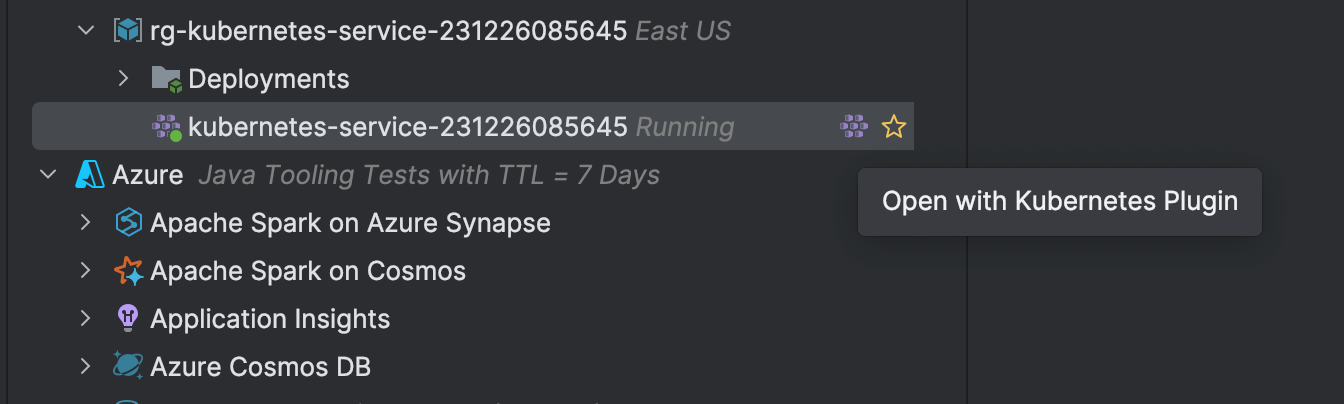 rg-kubernetes-service-231226085645 East US
Deployments
kubernetes-service-231226085645 Running
Azure Java Tooling Tests with TTL = 7 Days
Open with Kubernetes Plugin
Apache Spark on Azure Synapse
Apache Spark on Cosmos
Application Insights
Azure Cosmos DB